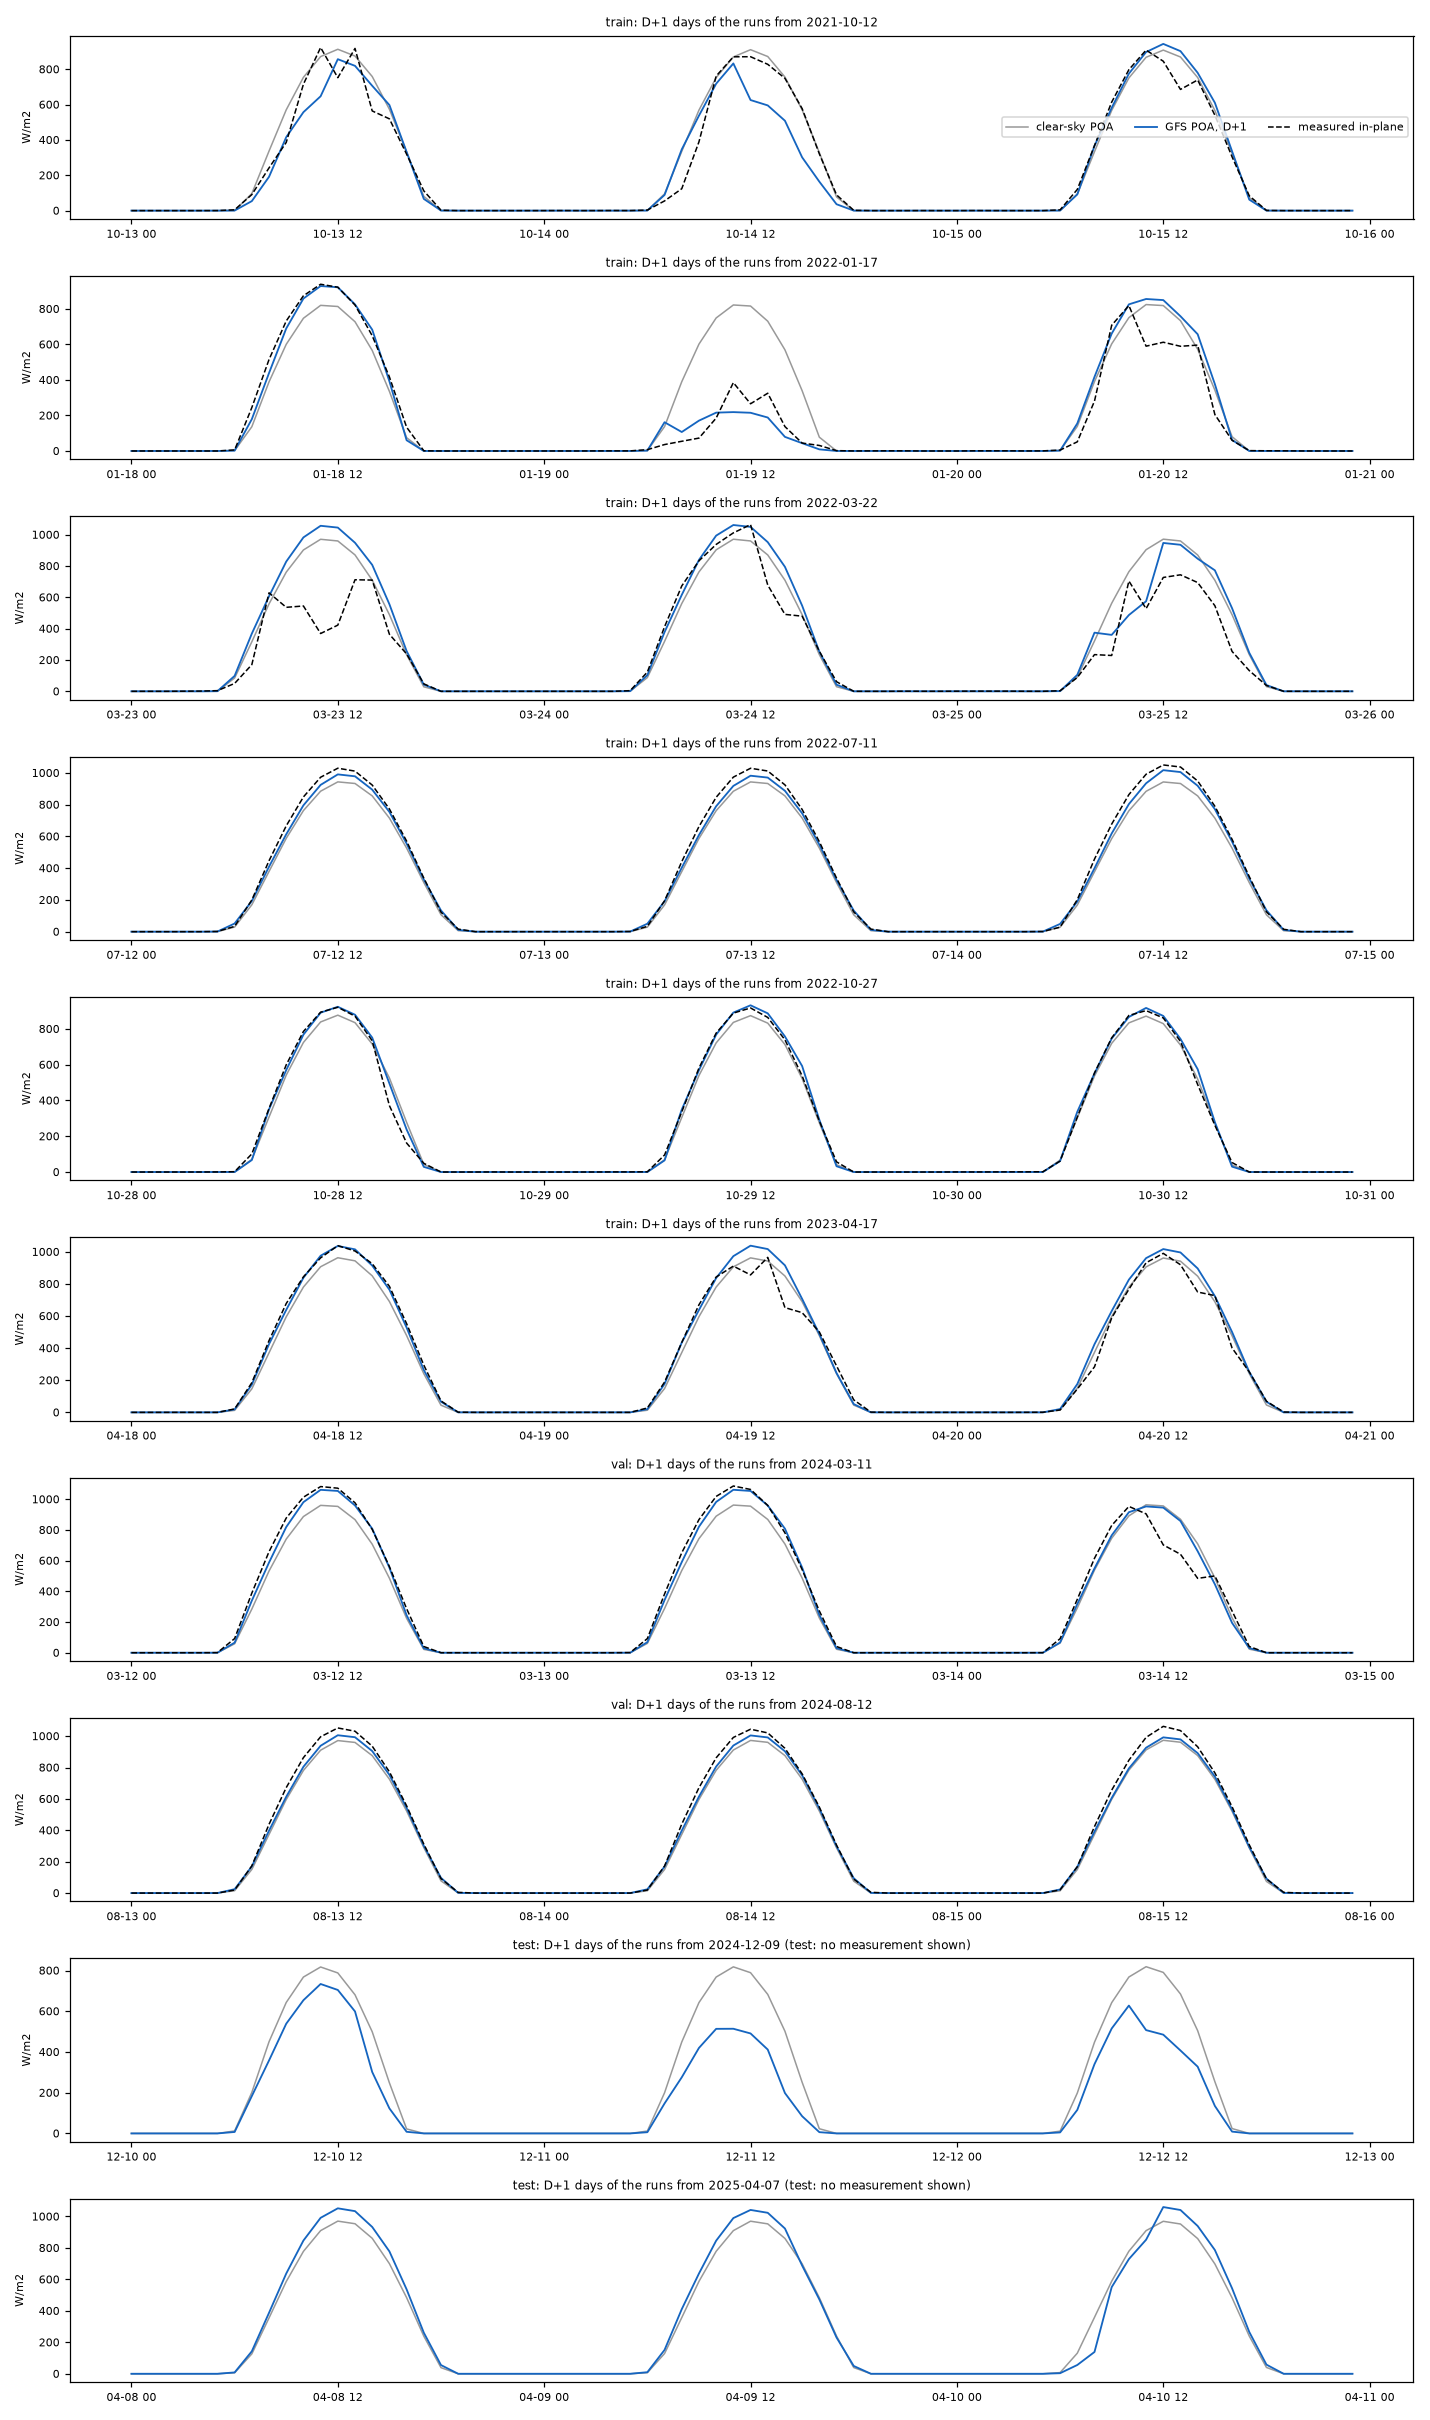 train: D+1 days of the runs from 2021-10-12
W/m2
800
600
400
200
0
clear-sky POA GFS POA, D+1 measured in-plane
10-13 00 10-13 12 10-14 00 10-14 12 10-15 00 10-15 12 10-16 00
train: D+1 days of the runs from 2022-01-17
W/m2
800
600
400
200
0
01-18 00 01-18 12 01-19 00 01-19 12 01-20 00 01-20 12 01-21 00
train: D+1 days of the runs from 2022-03-22
W/m2
1000
800
600
400
200
0
03-23 00 03-23 12 03-24 00 03-24 12 03-25 00 03-25 12 03-26 00
train: D+1 days of the runs from 2022-07-11
W/m2
1000
800
600
400
200
0
07-12 00 07-12 12 07-13 00 07-13 12 07-14 00 07-14 12 07-15 00
train: D+1 days of the runs from 2022-10-27
W/m2
800
600
400
200
0
10-28 00 10-28 12 10-29 00 10-29 12 10-30 00 10-30 12 10-31 00
train: D+1 days of the runs from 2023-04-17
W/m2
1000
800
600
400
200
0
04-18 00 04-18 12 04-19 00 04-19 12 04-20 00 04-20 12 04-21 00
val: D+1 days of the runs from 2024-03-11
W/m2
1000
800
600
400
200
0
03-12 00 03-12 12 03-13 00 03-13 12 03-14 00 03-14 12 03-15 00
val: D+1 days of the runs from 2024-08-12
W/m2
1000
800
600
400
200
0
08-13 00 08-13 12 08-14 00 08-14 12 08-15 00 08-15 12 08-16 00
test: D+1 days of the runs from 2024-12-09 (test: no measurement shown)
W/m2
800
600
400
200
0
12-10 00 12-10 12 12-11 00 12-11 12 12-12 00 12-12 12 12-13 00
test: D+1 days of the runs from 2025-04-07 (test: no measurement shown)
W/m2
1000
800
600
400
200
0
04-08 00 04-08 12 04-09 00 04-09 12 04-10 00 04-10 12 04-11 00